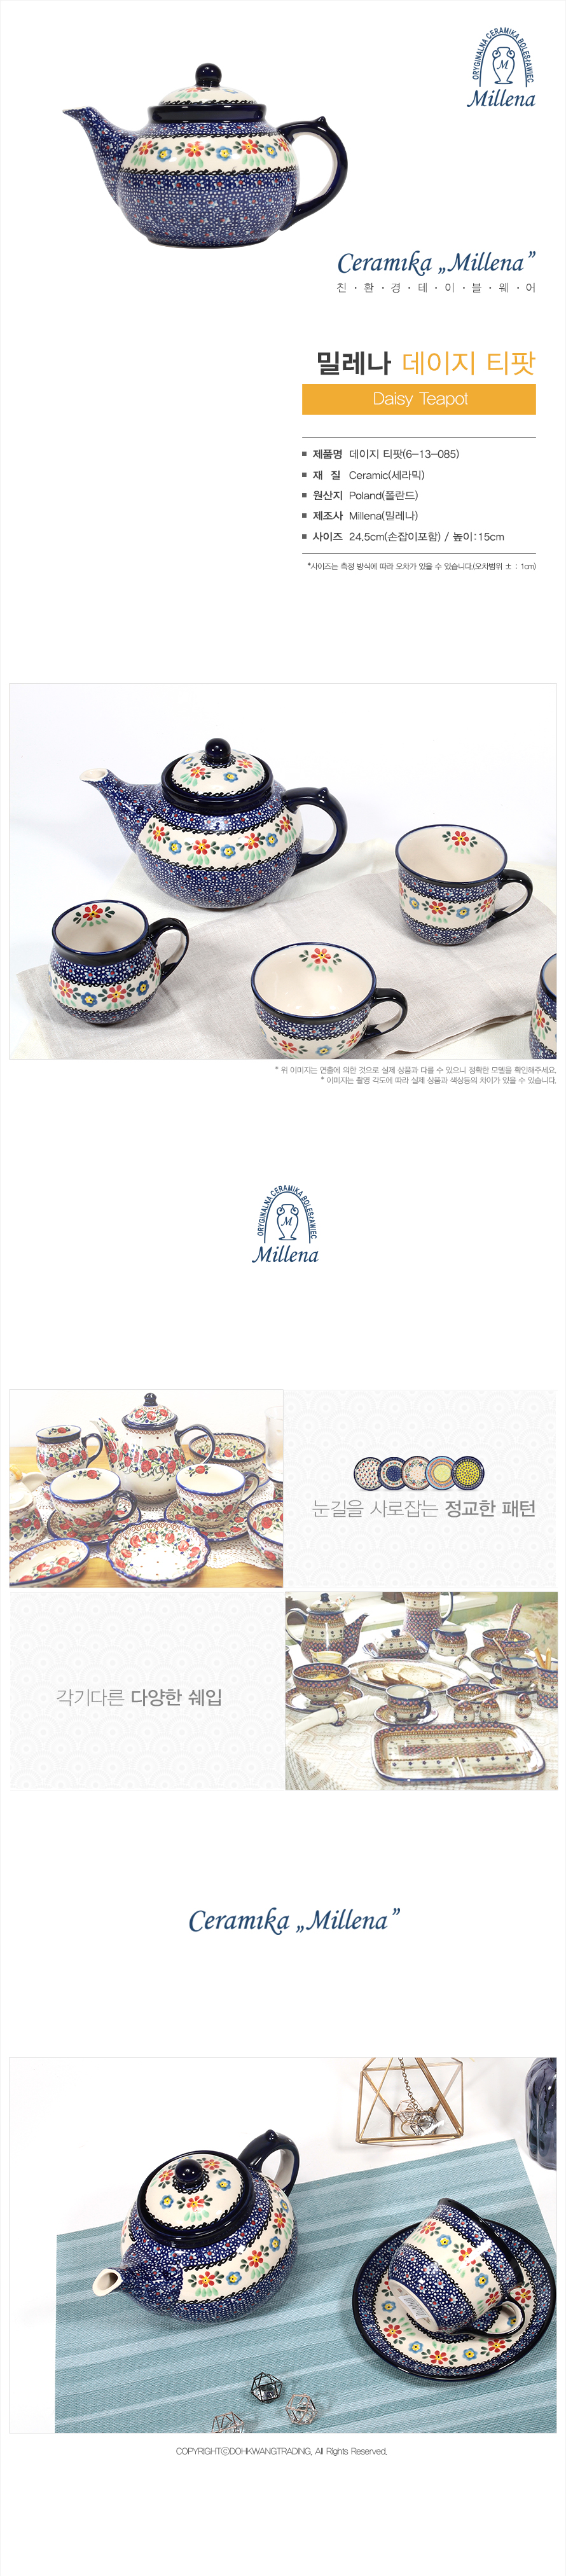 ORYGINALNA CERAMIKA BOLESŁAWIEC
M
Millena
Ceramika „Millena”
친・환・경・테・이・블・웨・어
밀레나 데이지 티팟
Daisy Teapot
■ 제품명 데이지 티팟(6-13-085)
■ 재 질 Ceramic(세라믹)
■ 원산지 Poland(폴란드)
■ 제조사 Millena(밀레나)
■ 사이즈 24.5cm(손잡이포함) / 높이:15cm
*사이즈는 측정 방식에 따라 오차가 있을 수 있습니다.(오차범위 ± : 1cm)
* 위 이미지는 연출에 의한 것으로 실제 상품과 다를 수 있으니 정확한 모델을 확인해주세요.
* 이미지는 촬영 각도에 따라 실제 상품과 색상등의 차이가 있을 수 있습니다.
ORYGINALNA CERAMIKA BOLESŁAWIEC
M
Millena
눈길을 사로잡는 정교한 패턴
각기다른 다양한 쉐입
Ceramika „Millena”
COPYRIGHTⓒDOHKWANGTRADING, All Rights Reserved.